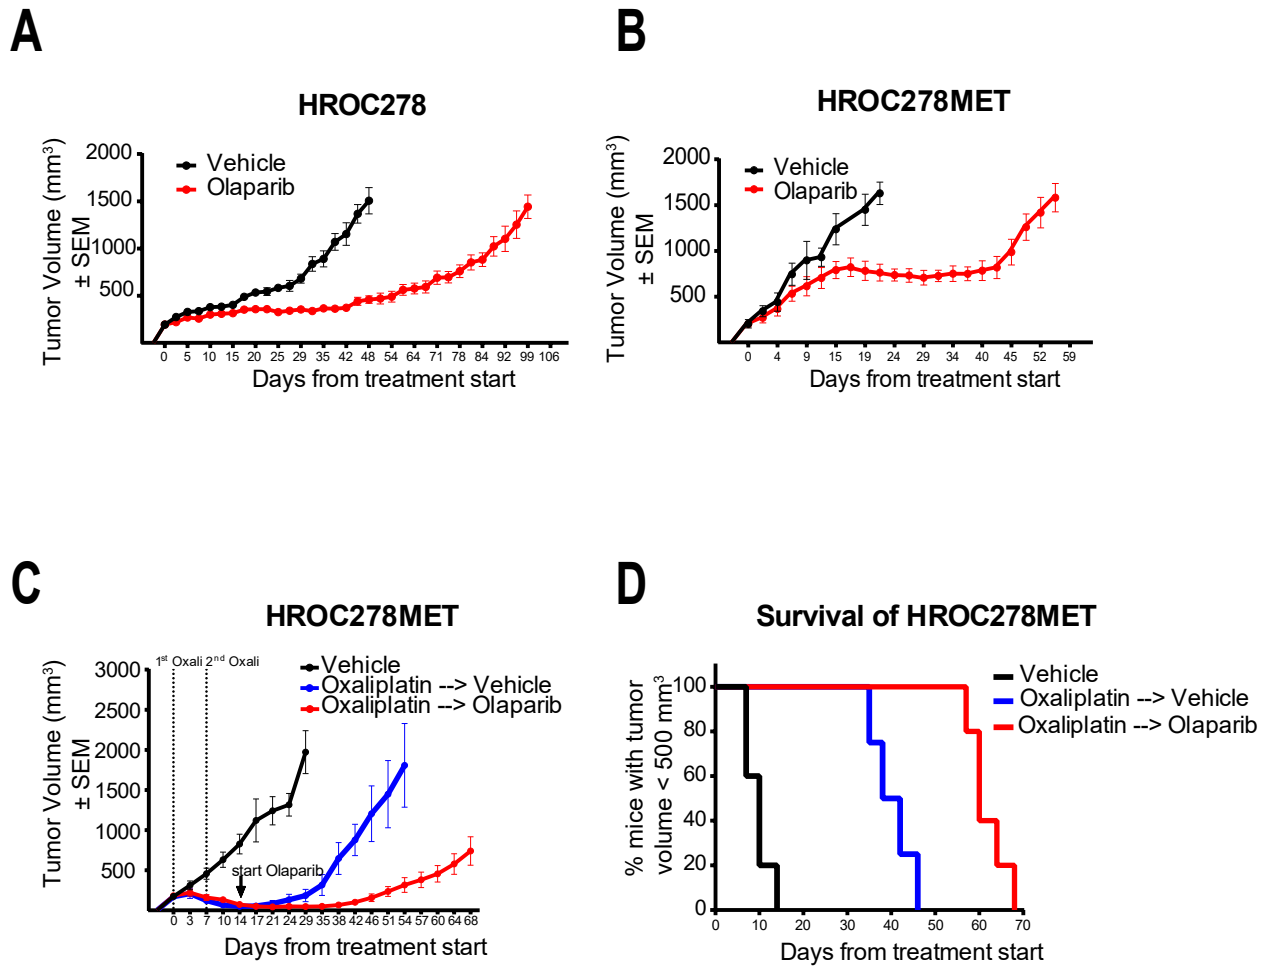 A
HROC278
Tumor Volume (mm³)
± SEM
2000
1500
1000
500
Vehicle
Olaparib
0 5 10 15 20 25 29 35 42 48 54 64 71 78 84 92 99 106
Days from treatment start
B
HROC278MET
Tumor Volume (mm³)
± SEM
2000
1500
1000
500
Vehicle
Olaparib
0 4 9 15 19 24 29 34 40 45 52 59
Days from treatment start
C
HROC278MET
Tumor Volume (mm³)
± SEM
3000
2500
2000
1500
1000
500
1st Oxali 2nd Oxali
Vehicle
Oxaliplatin --> Vehicle
Oxaliplatin --> Olaparib
start Olaparib
0 3 7 10 14 17 21 24 29 35 38 42 46 51 54 57 60 64 68
Days from treatment start
D
Survival of HROC278MET
% mice with tumor
volume < 500 mm³
100
80
60
40
20
0
Vehicle
Oxaliplatin --> Vehicle
Oxaliplatin --> Olaparib
0 10 20 30 40 50 60 70
Days from treatment start